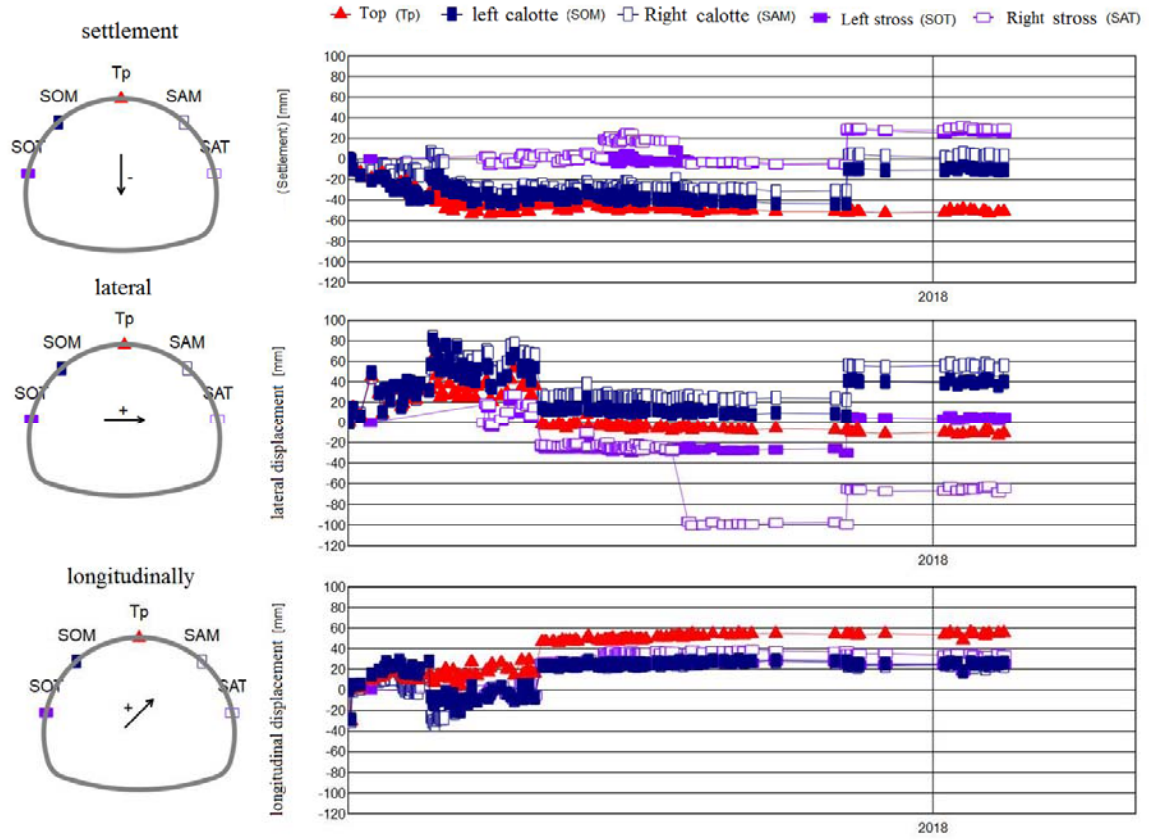 Top (Tp) left calotte (SOM) Right calotte (SAM) Left stross (SOT) Right stross (SAT)
settlement
Tp
SOM SAM
SOT SAT
-
(Settlement) [mm]
100
80
60
40
20
0
-20
-40
-60
-80
-100
-120
2018
lateral
Tp
SOM SAM
SOT SAT
+
lateral displacement [mm]
100
80
60
40
20
0
-20
-40
-60
-80
-100
-120
2018
longitudinally
Tp
SOM SAM
SOT SAT
+
longitudinal displacement [mm]
100
80
60
40
20
0
-20
-40
-60
-80
-100
-120
2018